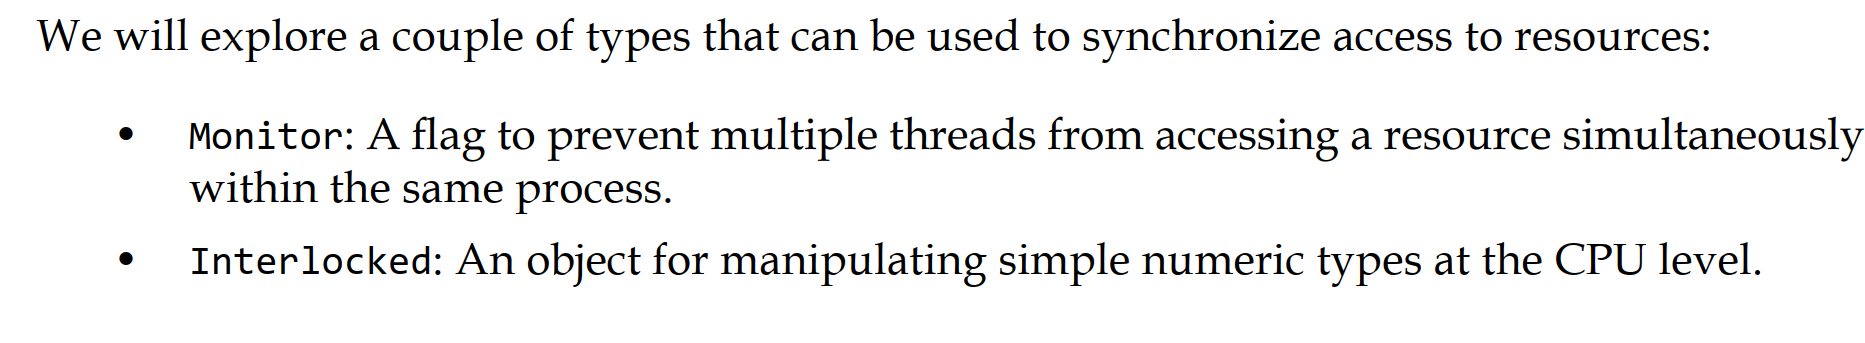 We will explore a couple of types that can be used to synchronize access to resources:
• Monitor: A flag to prevent multiple threads from accessing a resource simultaneously
within the same process.
• Interlocked: An object for manipulating simple numeric types at the CPU level.